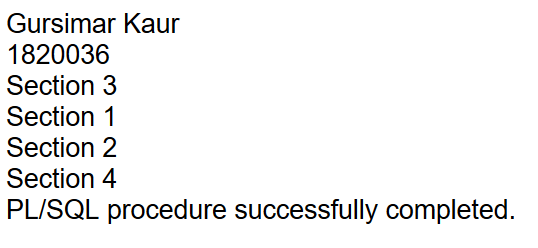 Gursimar Kaur
1820036
Section 3
Section 1
Section 2
Section 4
PL/SQL procedure successfully completed.